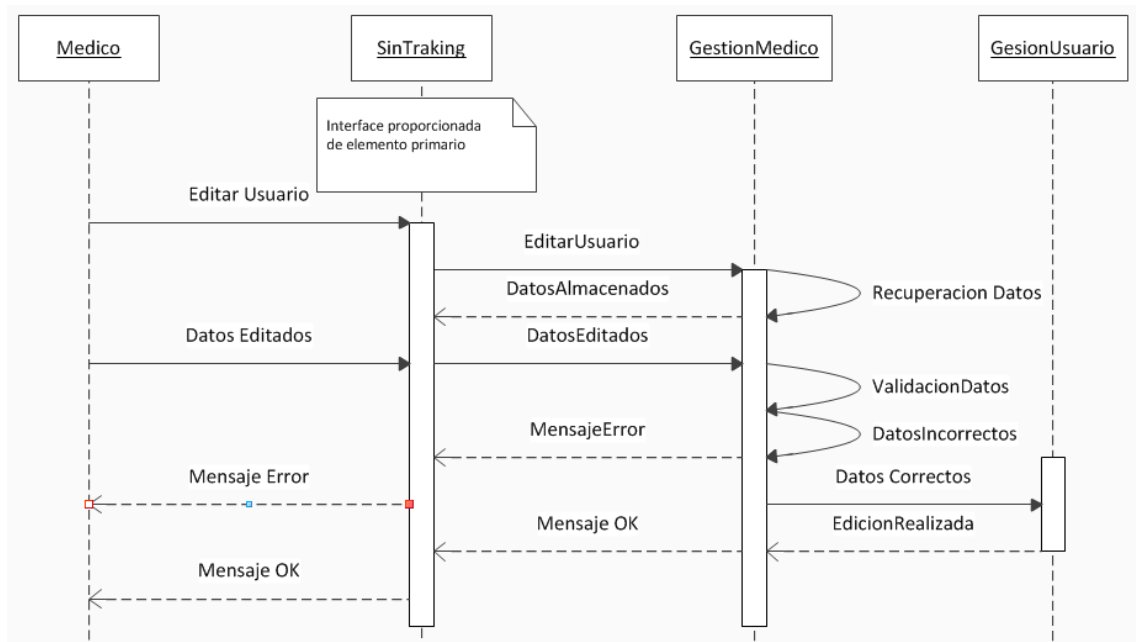 Medico
SinTraking
GestionMedico
GesionUsuario
Interface proporcionada
de elemento primario
Editar Usuario
EditarUsuario
DatosAlmacenados
Recuperacion Datos
Datos Editados
DatosEditados
ValidacionDatos
MensajeError
DatosIncorrectos
Mensaje Error
Datos Correctos
Mensaje OK
EdicionRealizada
Mensaje OK